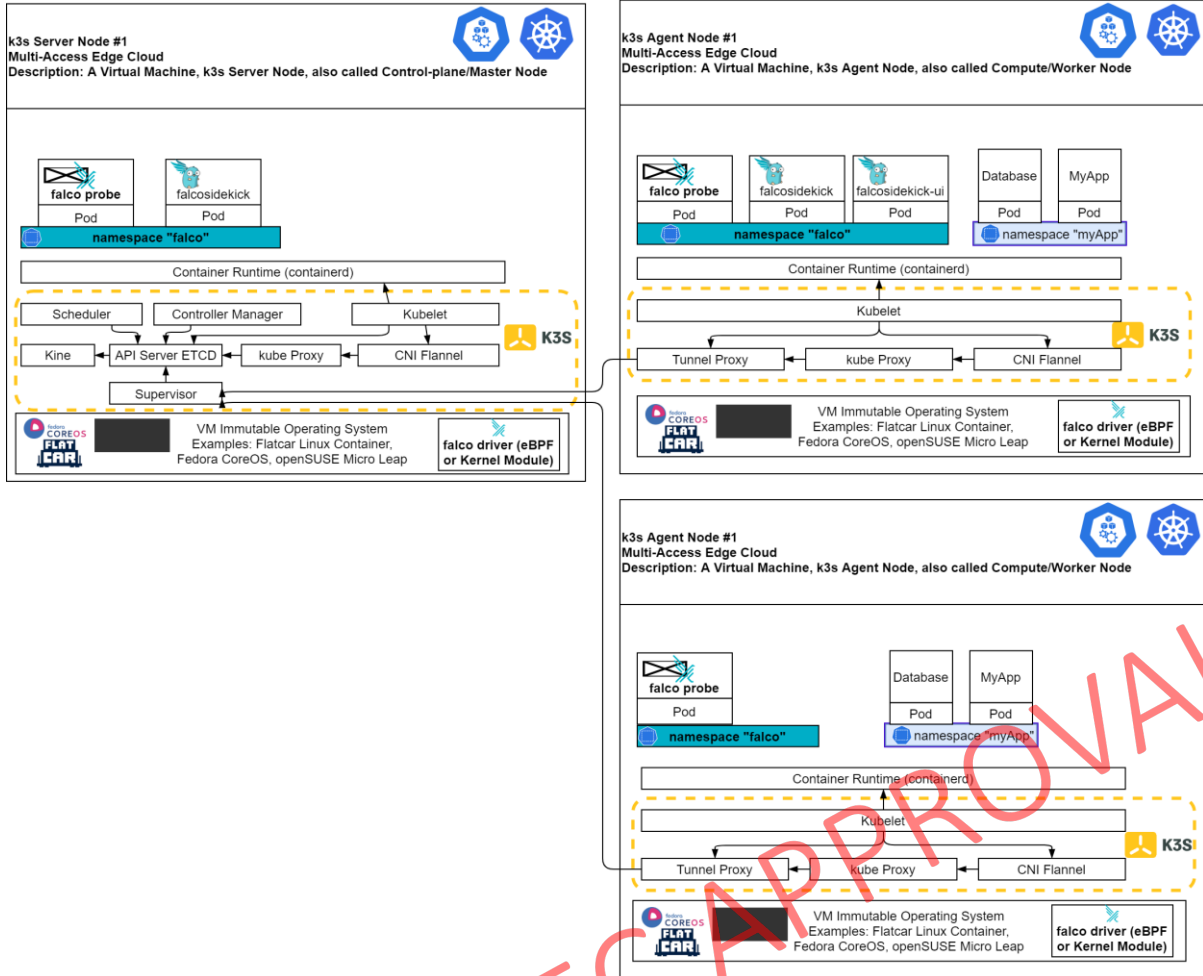 k3s Server Node #1
Multi-Access Edge Cloud
Description: A Virtual Machine, k3s Server Node, also called Control-plane/Master Node
falco probe
Pod
falcosidekick
Pod
namespace "falco"
Container Runtime (containerd)
Scheduler
Controller Manager
Kubelet
K3S
Kine
API Server ETCD
kube Proxy
CNI Flannel
Supervisor
fedora
COREOS
FLAT
CAR
VM Immutable Operating System
Examples: Flatcar Linux Container,
Fedora CoreOS, openSUSE Micro Leap
falco driver (eBPF
or Kernel Module)
k3s Agent Node #1
Multi-Access Edge Cloud
Description: A Virtual Machine, k3s Agent Node, also called Compute/Worker Node
falco probe
Pod
falcosidekick
Pod
falcosidekick-ui
Pod
namespace "falco"
Database
Pod
MyApp
Pod
namespace "myApp"
Container Runtime (containerd)
Kubelet
K3S
Tunnel Proxy
kube Proxy
CNI Flannel
fedora
COREOS
FLAT
CAR
VM Immutable Operating System
Examples: Flatcar Linux Container,
Fedora CoreOS, openSUSE Micro Leap
falco driver (eBPF
or Kernel Module)
k3s Agent Node #1
Multi-Access Edge Cloud
Description: A Virtual Machine, k3s Agent Node, also called Compute/Worker Node
falco probe
Pod
namespace "falco"
Database
Pod
MyApp
Pod
namespace "myApp"
Container Runtime (containerd)
Kubelet
K3S
Tunnel Proxy
kube Proxy
CNI Flannel
fedora
COREOS
FLAT
CAR
VM Immutable Operating System
Examples: Flatcar Linux Container,
Fedora CoreOS, openSUSE Micro Leap
falco driver (eBPF
or Kernel Module)
APPROVAL